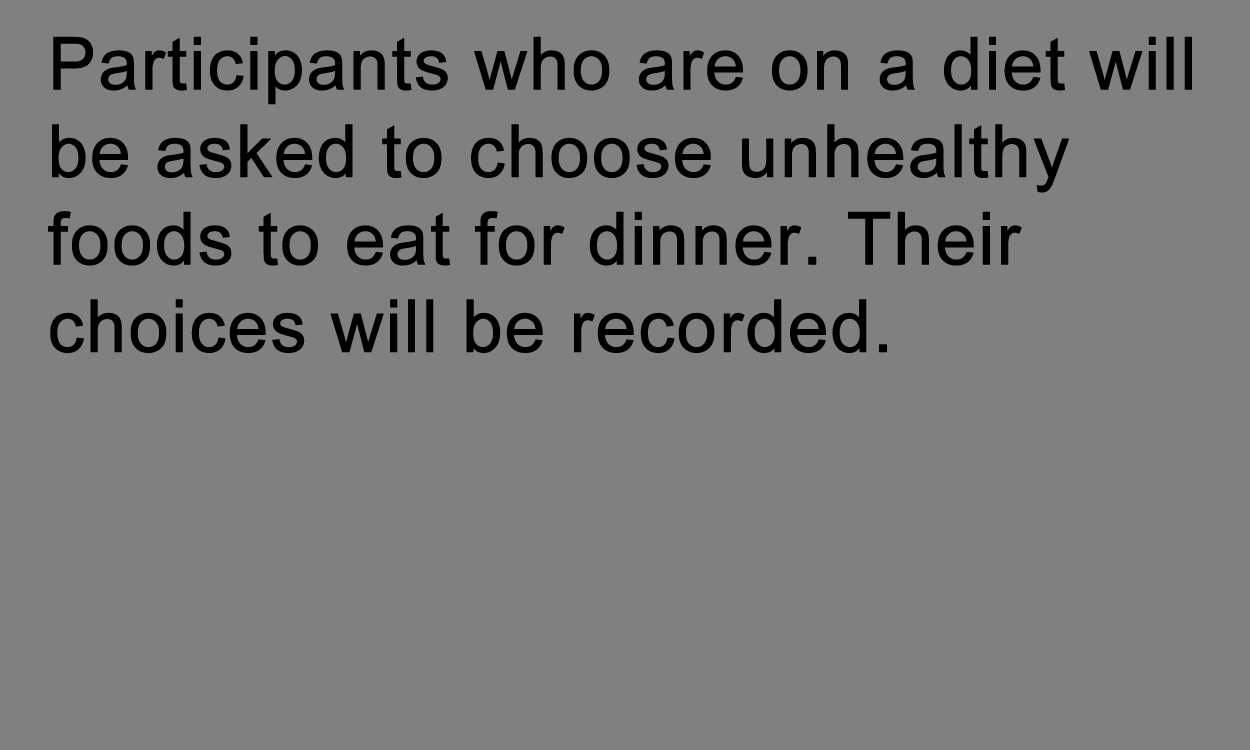 Participants who are on a diet will
be asked to choose unhealthy
foods to eat for dinner. Their
choices will be recorded.